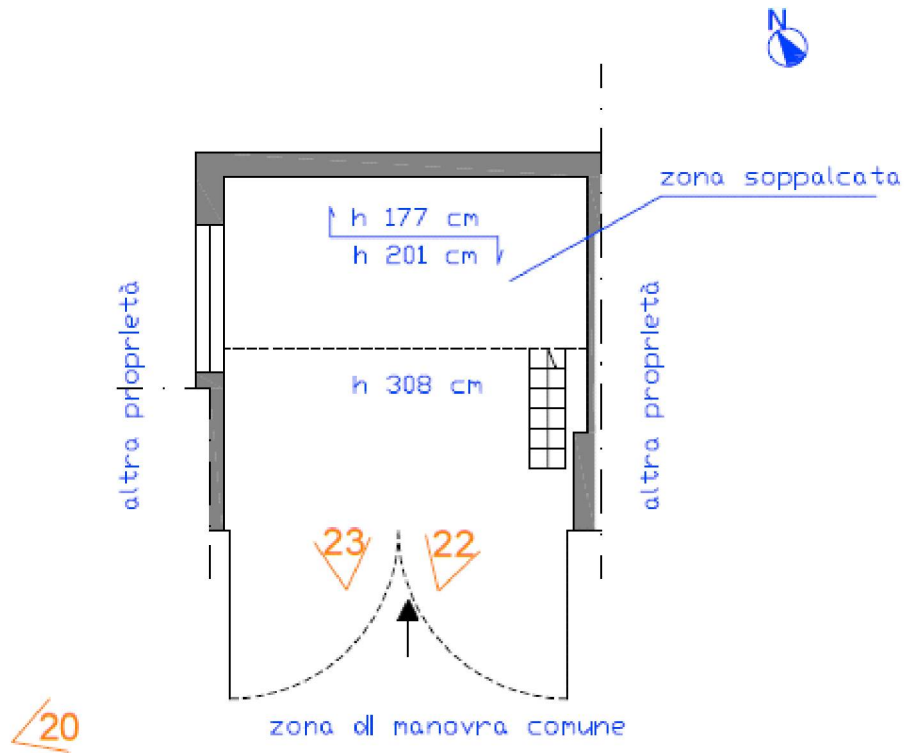 N
zona soppalcata
h 177 cm
h 201 cm
altra proprietà
h 308 cm
altra proprietà
23
22
20
zona di manovra comune